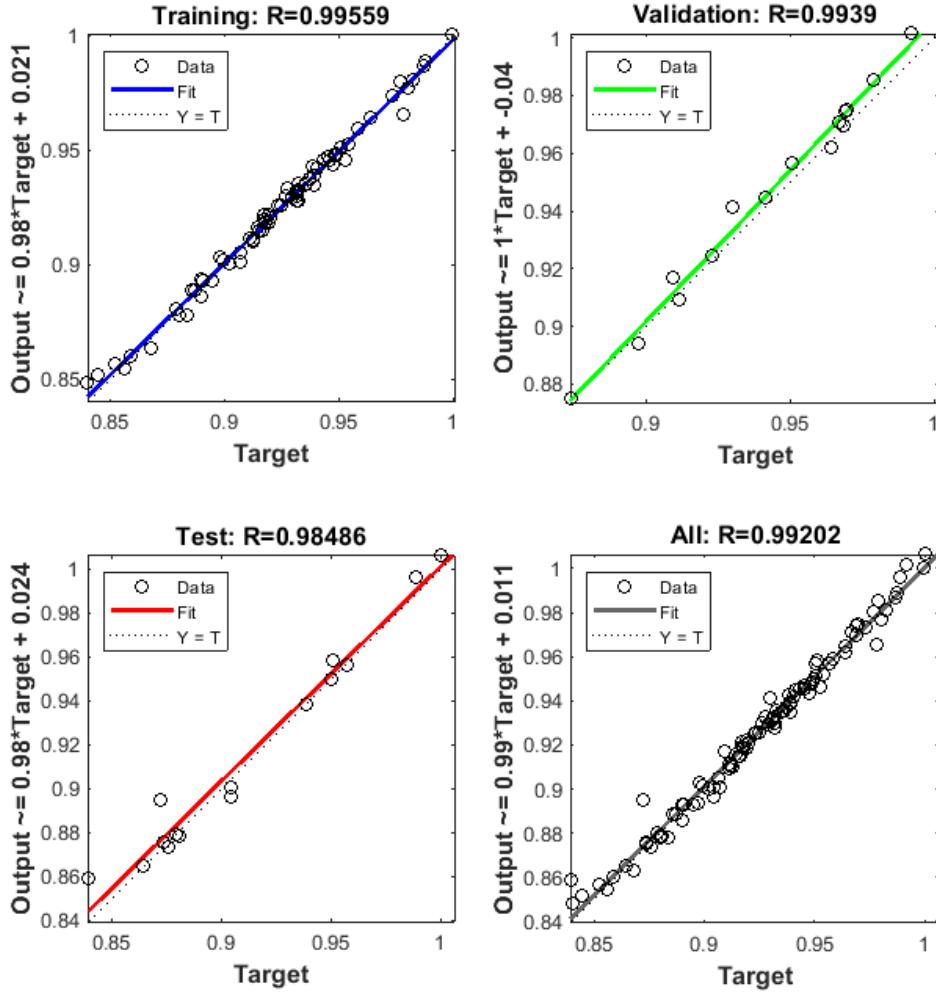 Training: R=0.99559
Output ~= 0.98*Target + 0.021
1
0.95
0.9
0.85
Data
Fit
Y = T
0.85
0.9
0.95
1
Target
Validation: R=0.9939
Output ~= 1*Target + -0.04
1
0.98
0.96
0.94
0.92
0.9
0.88
Data
Fit
Y = T
0.9
0.95
1
Target
Test: R=0.98486
Output ~= 0.98*Target + 0.024
1
0.98
0.96
0.94
0.92
0.9
0.88
0.86
0.84
Data
Fit
Y = T
0.85
0.9
0.95
1
Target
All: R=0.99202
Output ~= 0.99*Target + 0.011
1
0.98
0.96
0.94
0.92
0.9
0.88
0.86
0.84
Data
Fit
Y = T
0.85
0.9
0.95
1
Target